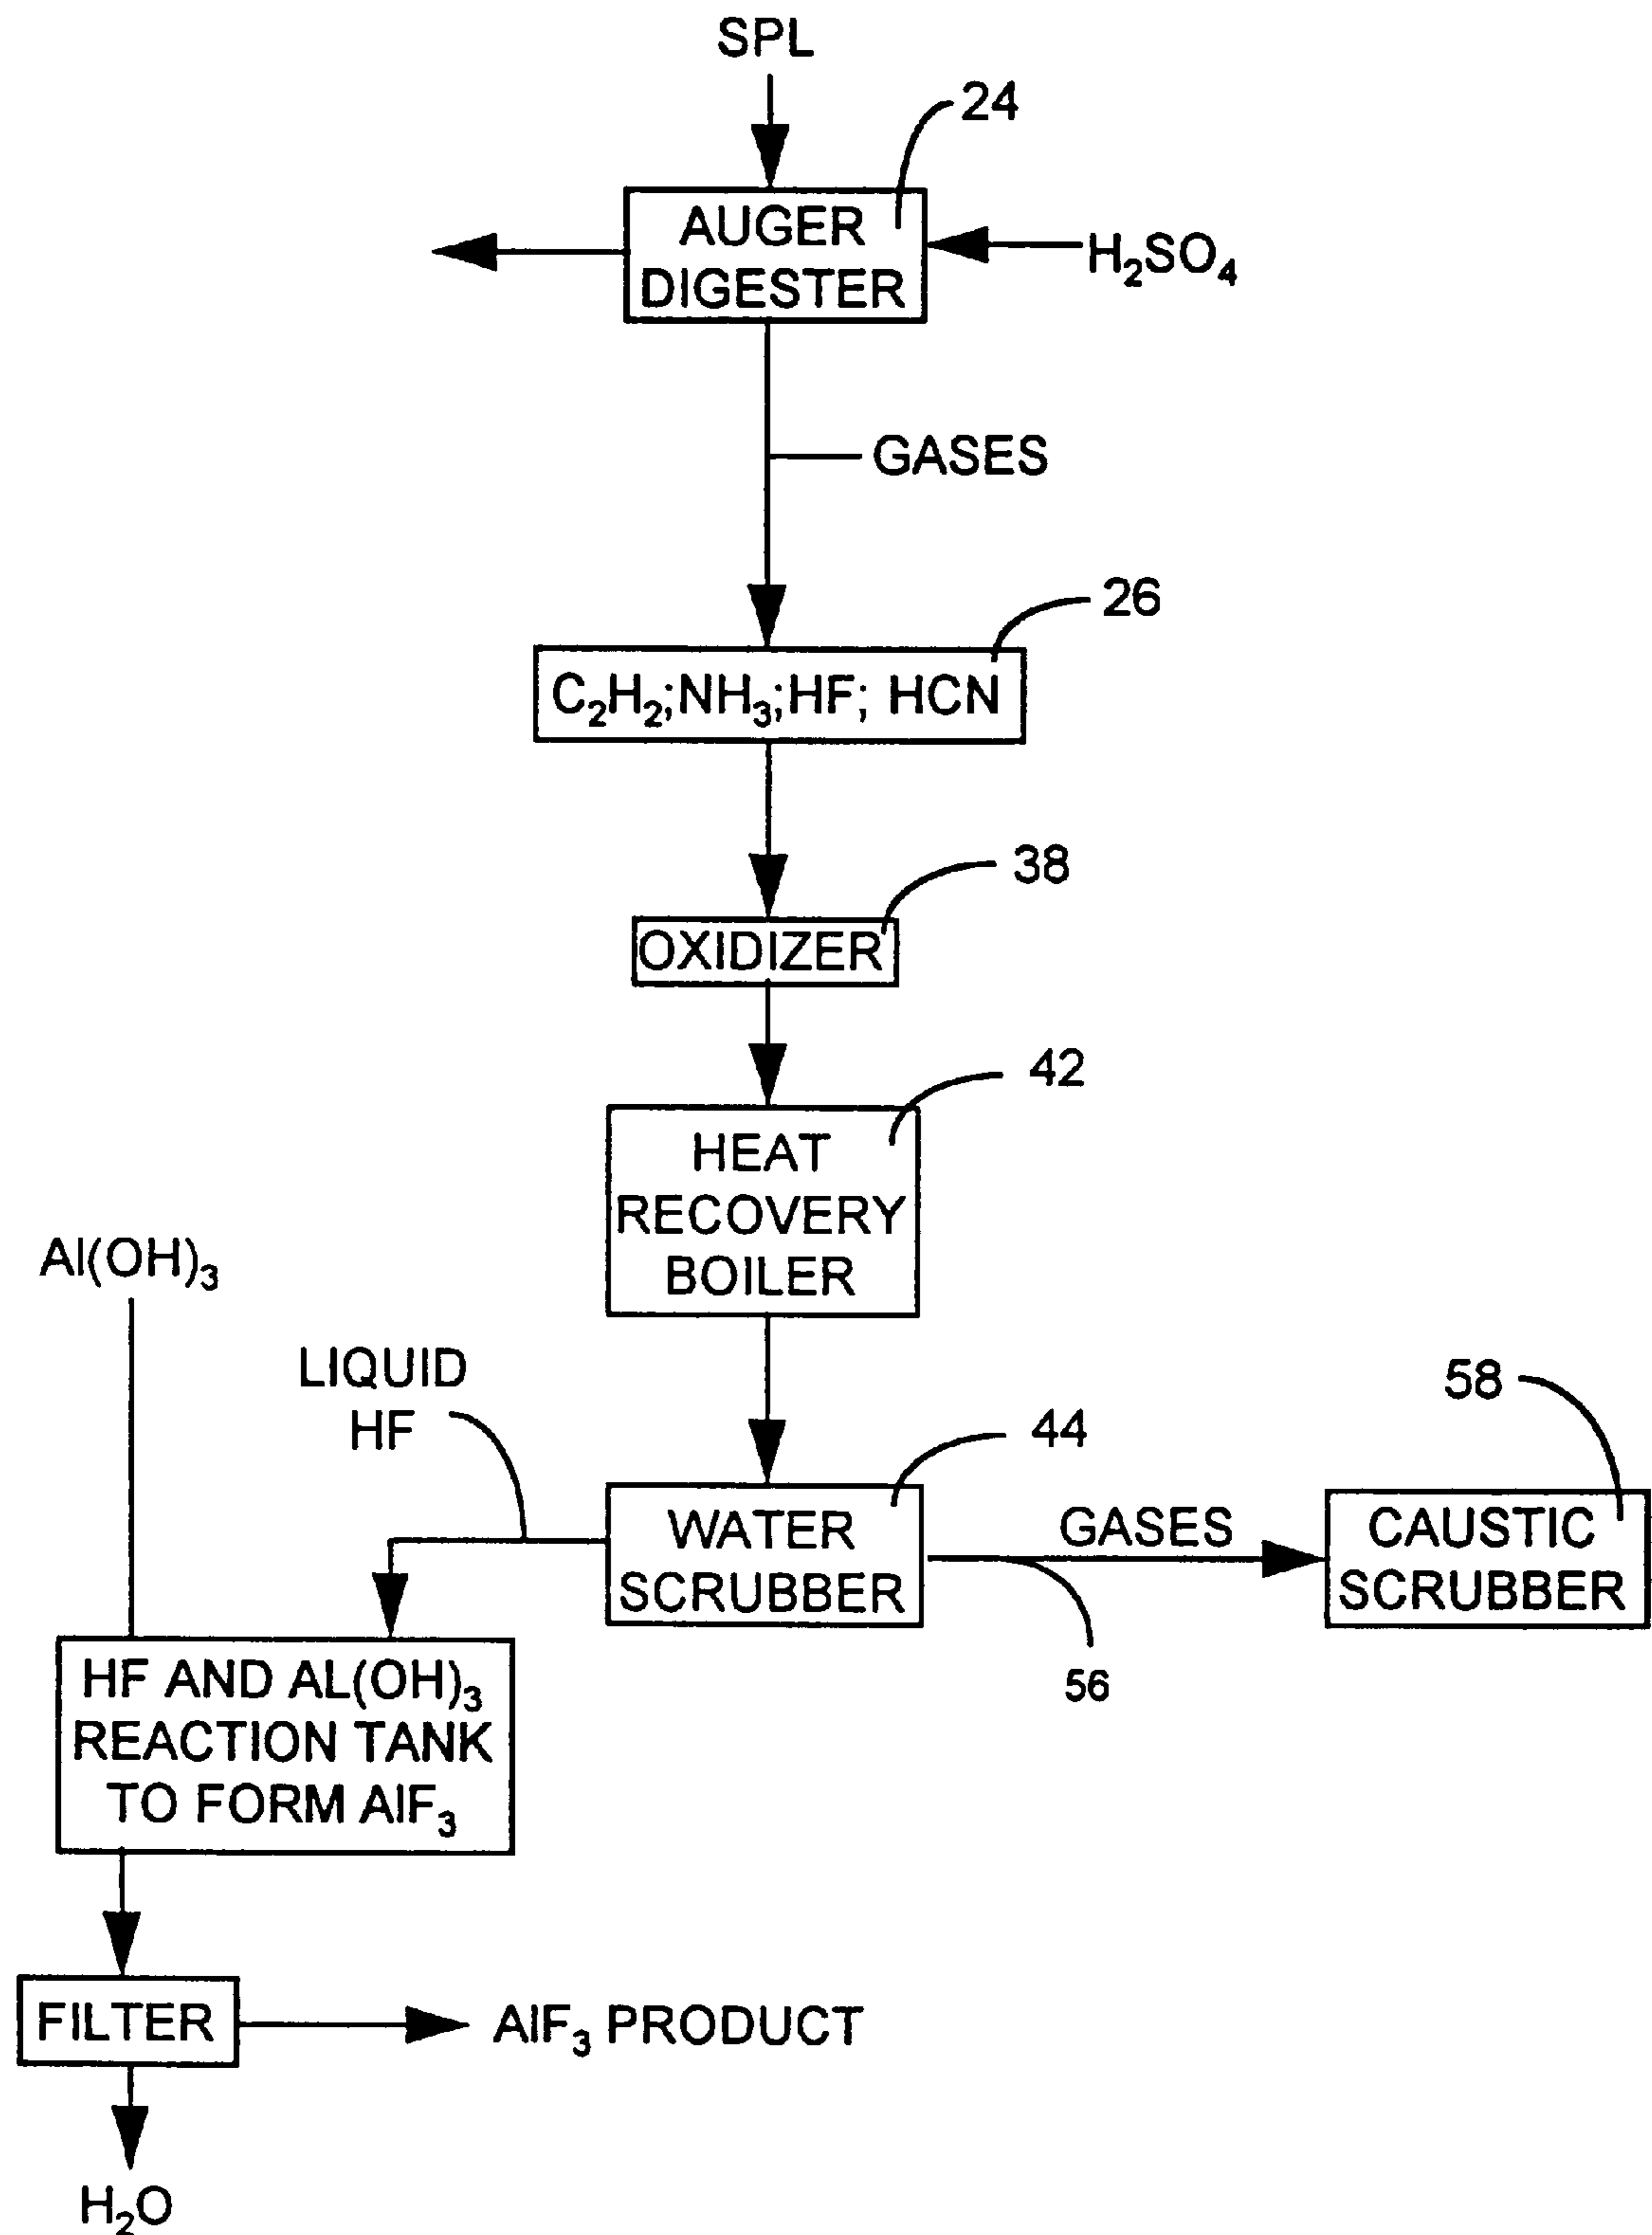 SPL
24
AUGER
DIGESTER
H₂SO₄
GASES
26
C₂H₂;NH₃;HF; HCN
38
OXIDIZER
42
HEAT
RECOVERY
BOILER
Al(OH)₃
LIQUID
HF
44
58
WATER
SCRUBBER
GASES
CAUSTIC
SCRUBBER
56
HF AND AL(OH)₃
REACTION TANK
TO FORM AlF₃
FILTER
AlF₃ PRODUCT
H₂O